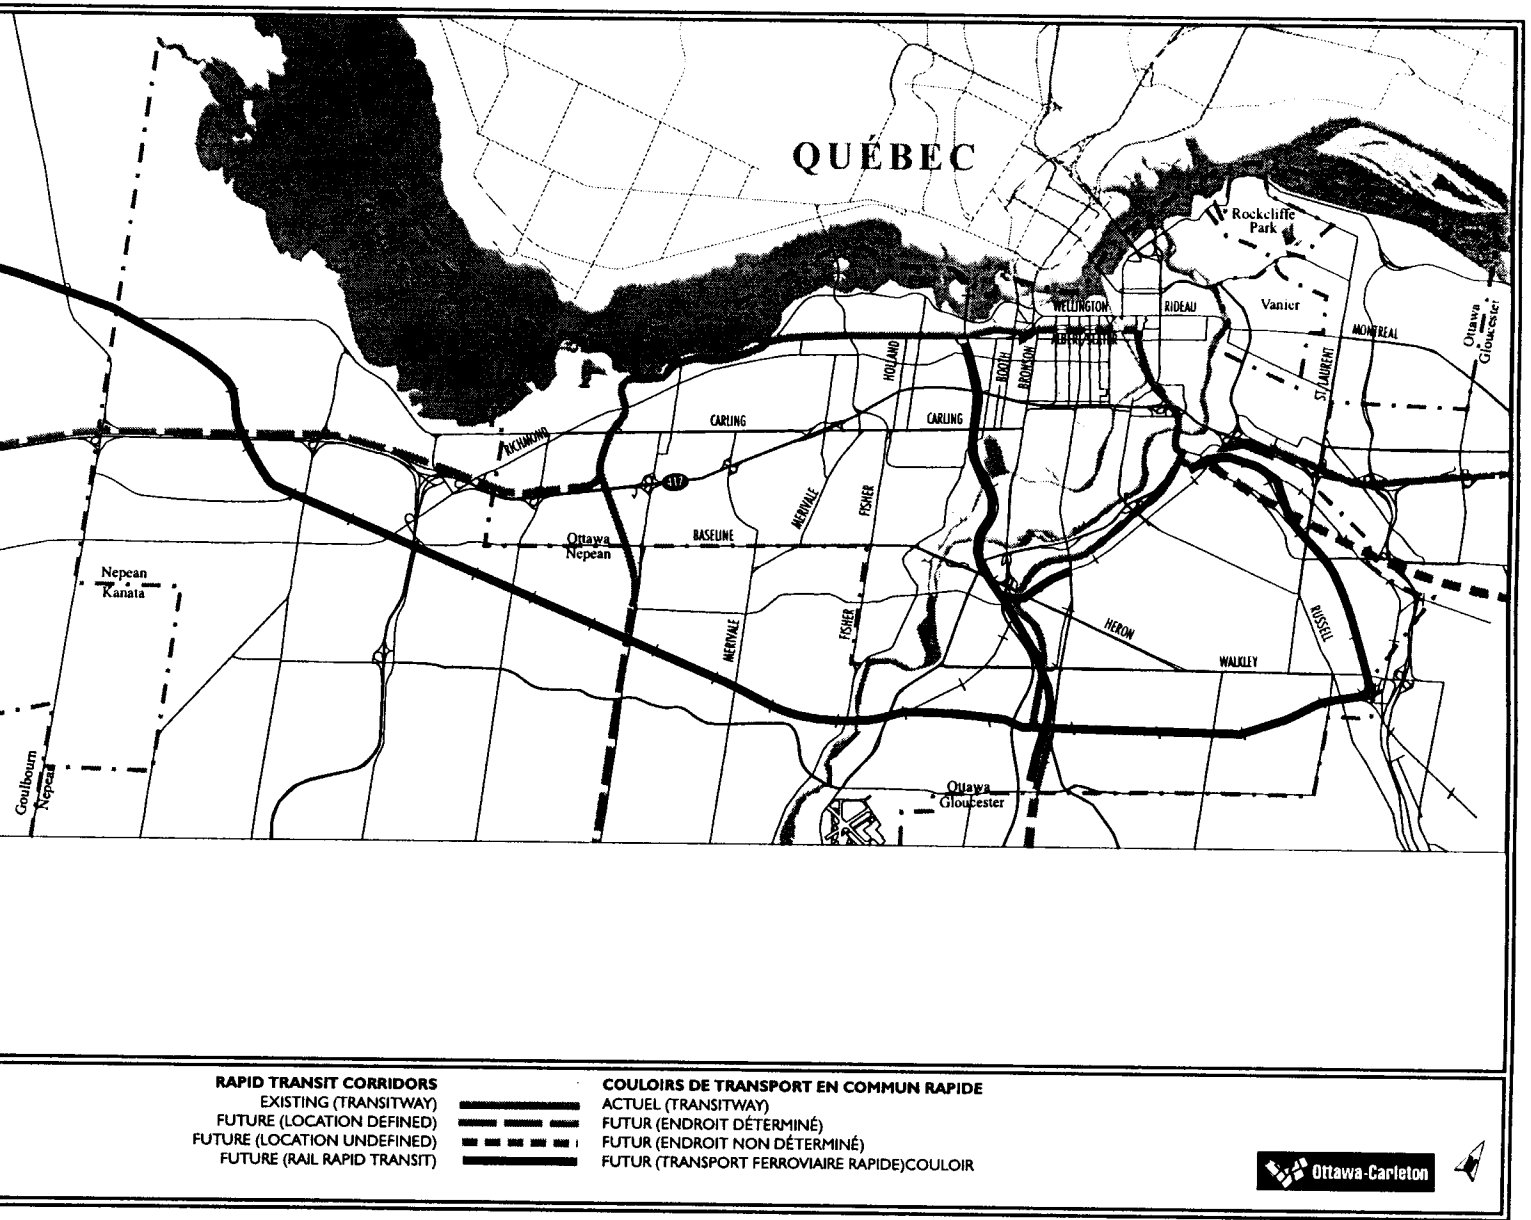 QUÉBEC
Rockcliffe
Park
WELLINGTON
RIDEAU
Vanier
MONTREAL
Ottawa
Gloucester
HOLLAND
BOOTH
BRONSON
ST. LAURENT
CARLING
CARLING
RICHMOND
417
MERIVALE
FISHER
BASELINE
Ottawa
Nepean
Nepean
Kanata
MERIVALE
FISHER
HERON
RUSSELL
WALKLEY
Goulbourn
Nepean
Ottawa
Gloucester
RAPID TRANSIT CORRIDORS
EXISTING (TRANSITWAY)
FUTURE (LOCATION DEFINED)
FUTURE (LOCATION UNDEFINED)
FUTURE (RAIL RAPID TRANSIT)
COULOIRS DE TRANSPORT EN COMMUN RAPIDE
ACTUEL (TRANSITWAY)
FUTUR (ENDROIT DÉTERMINÉ)
FUTUR (ENDROIT NON DÉTERMINÉ)
FUTUR (TRANSPORT FERROVIAIRE RAPIDE)COULOIR
Ottawa-Carleton